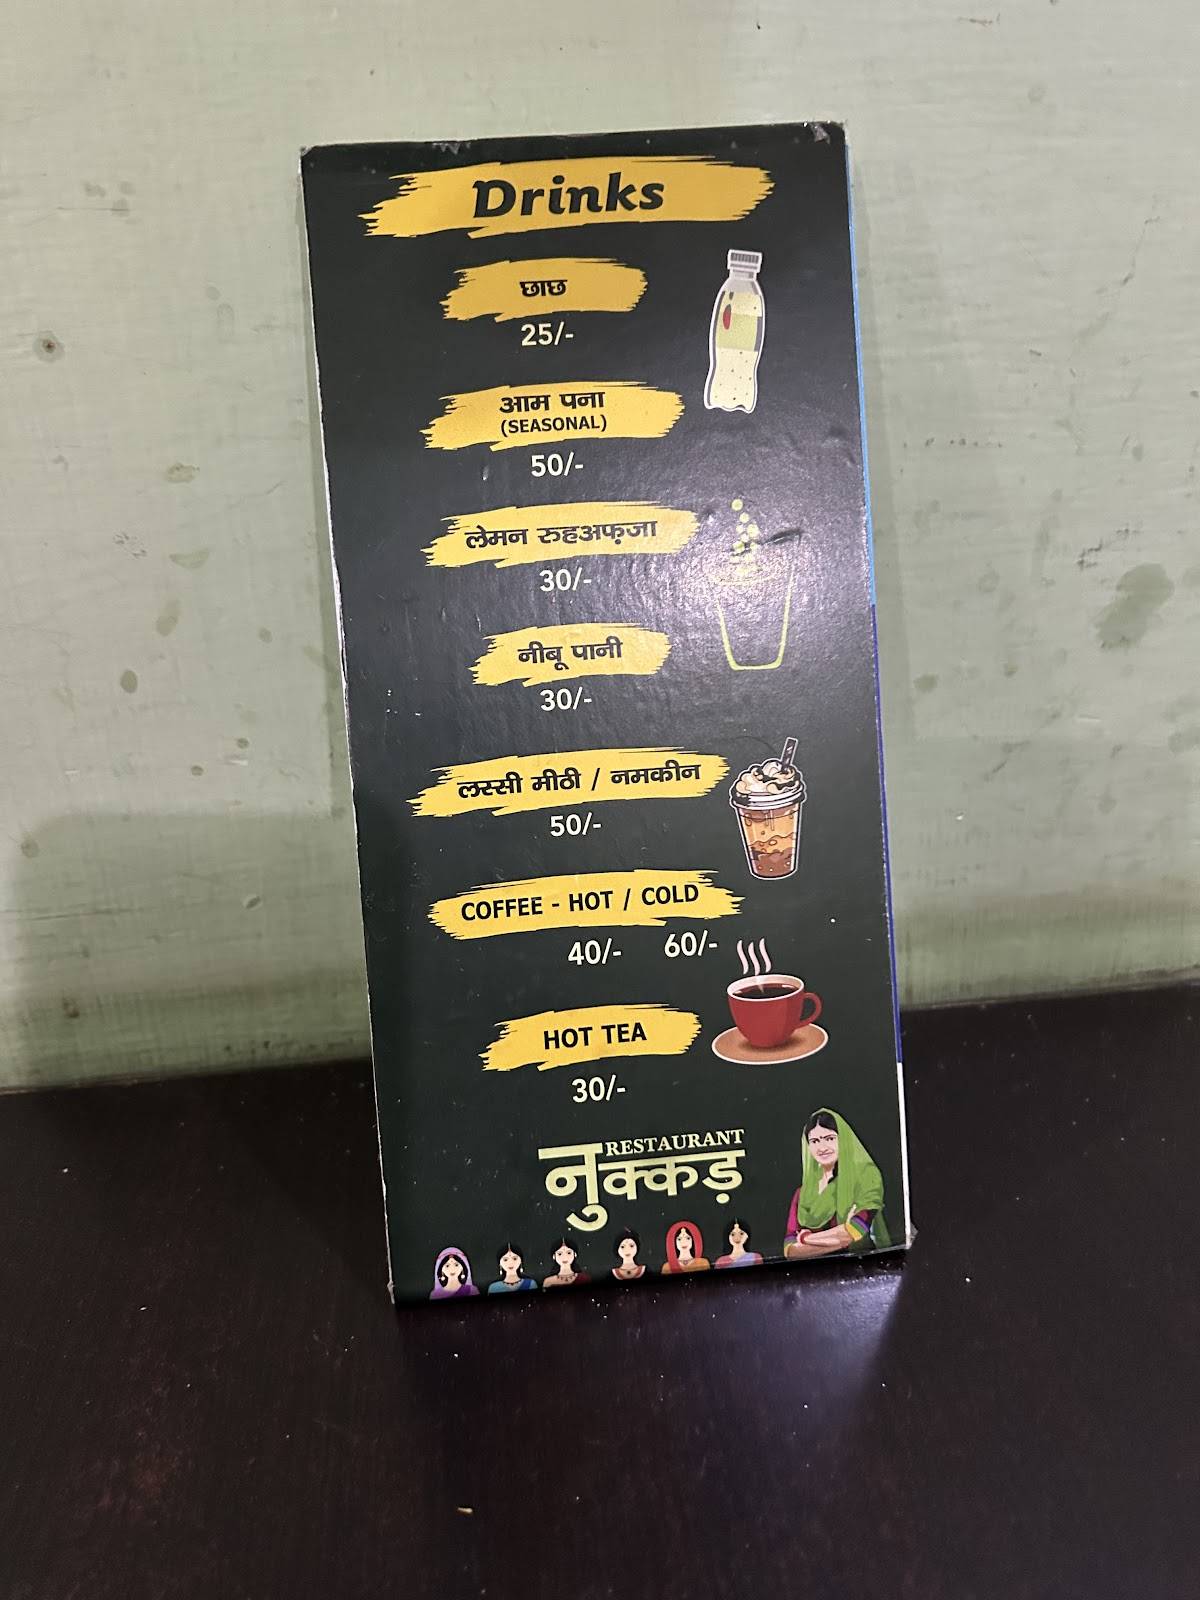 Drinks
छाछ
25/-
आम पना
(SEASONAL)
50/-
लेमन रुहअफ़जा
30/-
नीबू पानी
30/-
लस्सी मीठी / नमकीन
50/-
COFFEE - HOT / COLD
40/- 60/-
HOT TEA
30/-
RESTAURANT
नुक्कड़